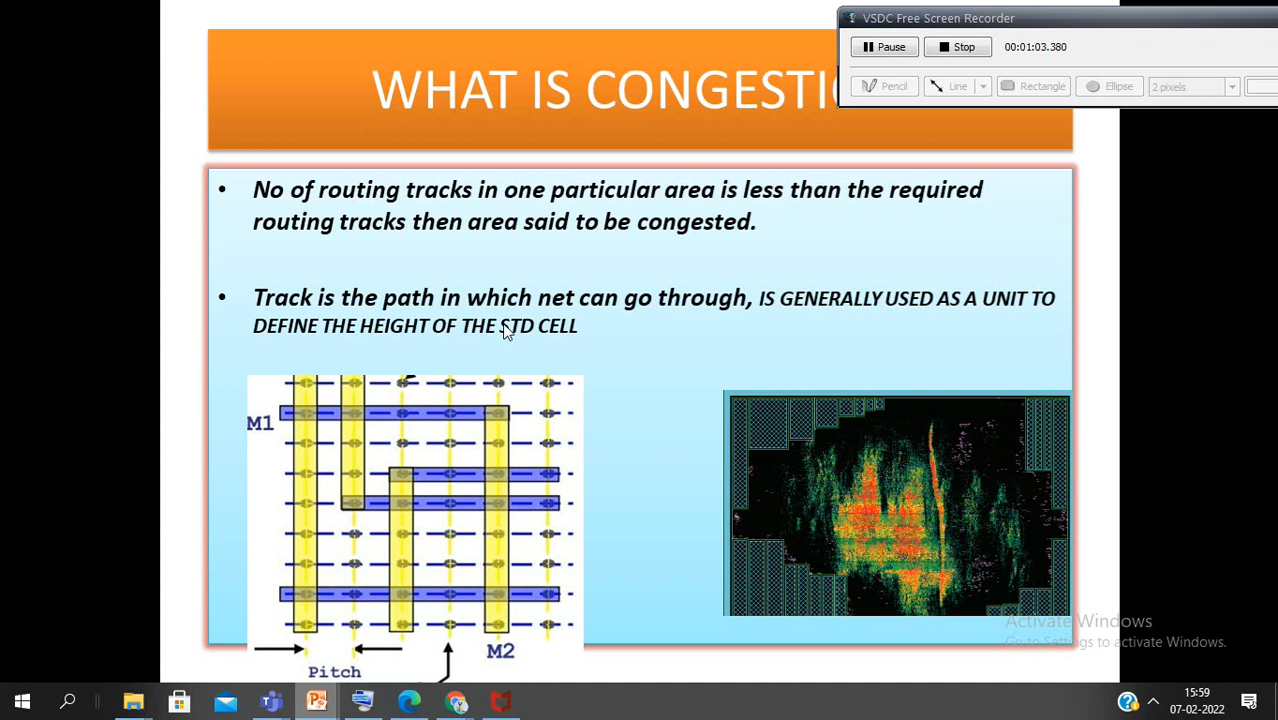 VSDC Free Screen Recorder
Pause
Stop
00:01:03.380
Pencil
Line
Rectangle
Ellipse
2 pixels
WHAT IS
• No of routing tracks in one particular area is less than the required
routing tracks then area said to be congested.
• Track is the path in which net can go through, IS GENERALLY USED AS A UNIT TO
DEFINE THE HEIGHT OF THE STD CELL
M1
M2
Pitch
Activate Windows
Go to Settings to activate Windows.
15:59
07-02-2022